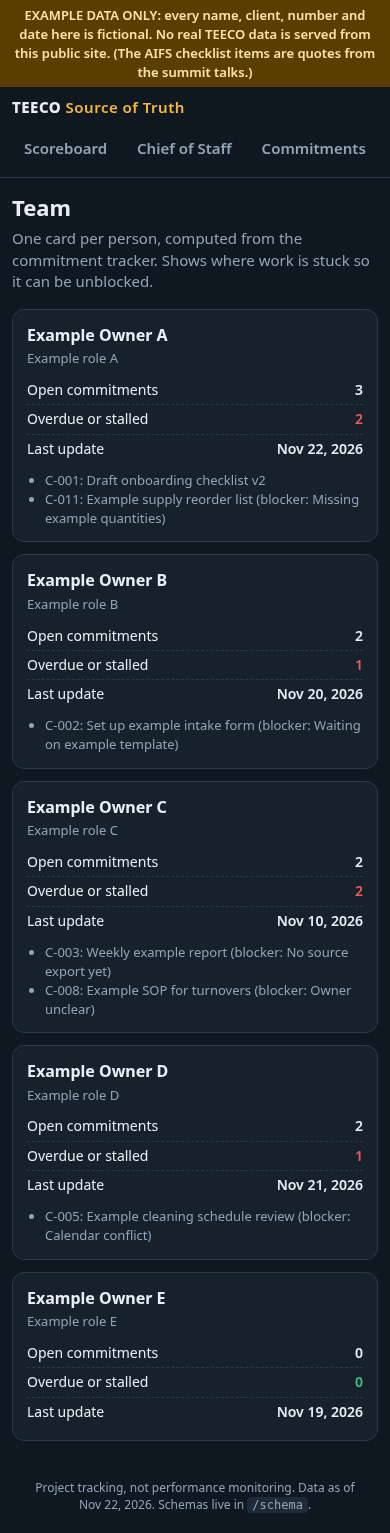 EXAMPLE DATA ONLY: every name, client, number and
date here is fictional. No real TEECO data is served from
this public site. (The AIFS checklist items are quotes from
the summit talks.)
TEECO Source of Truth
Scoreboard Chief of Staff Commitments
Team
One card per person, computed from the
commitment tracker. Shows where work is stuck so
it can be unblocked.
Example Owner A
Example role A
Open commitments 3
Overdue or stalled 2
Last update Nov 22, 2026
• C-001: Draft onboarding checklist v2
• C-011: Example supply reorder list (blocker: Missing
example quantities)
Example Owner B
Example role B
Open commitments 2
Overdue or stalled 1
Last update Nov 20, 2026
• C-002: Set up example intake form (blocker: Waiting
on example template)
Example Owner C
Example role C
Open commitments 2
Overdue or stalled 2
Last update Nov 10, 2026
• C-003: Weekly example report (blocker: No source
export yet)
• C-008: Example SOP for turnovers (blocker: Owner
unclear)
Example Owner D
Example role D
Open commitments 2
Overdue or stalled 1
Last update Nov 21, 2026
• C-005: Example cleaning schedule review (blocker:
Calendar conflict)
Example Owner E
Example role E
Open commitments 0
Overdue or stalled 0
Last update Nov 19, 2026
Project tracking, not performance monitoring. Data as of
Nov 22, 2026. Schemas live in /schema.